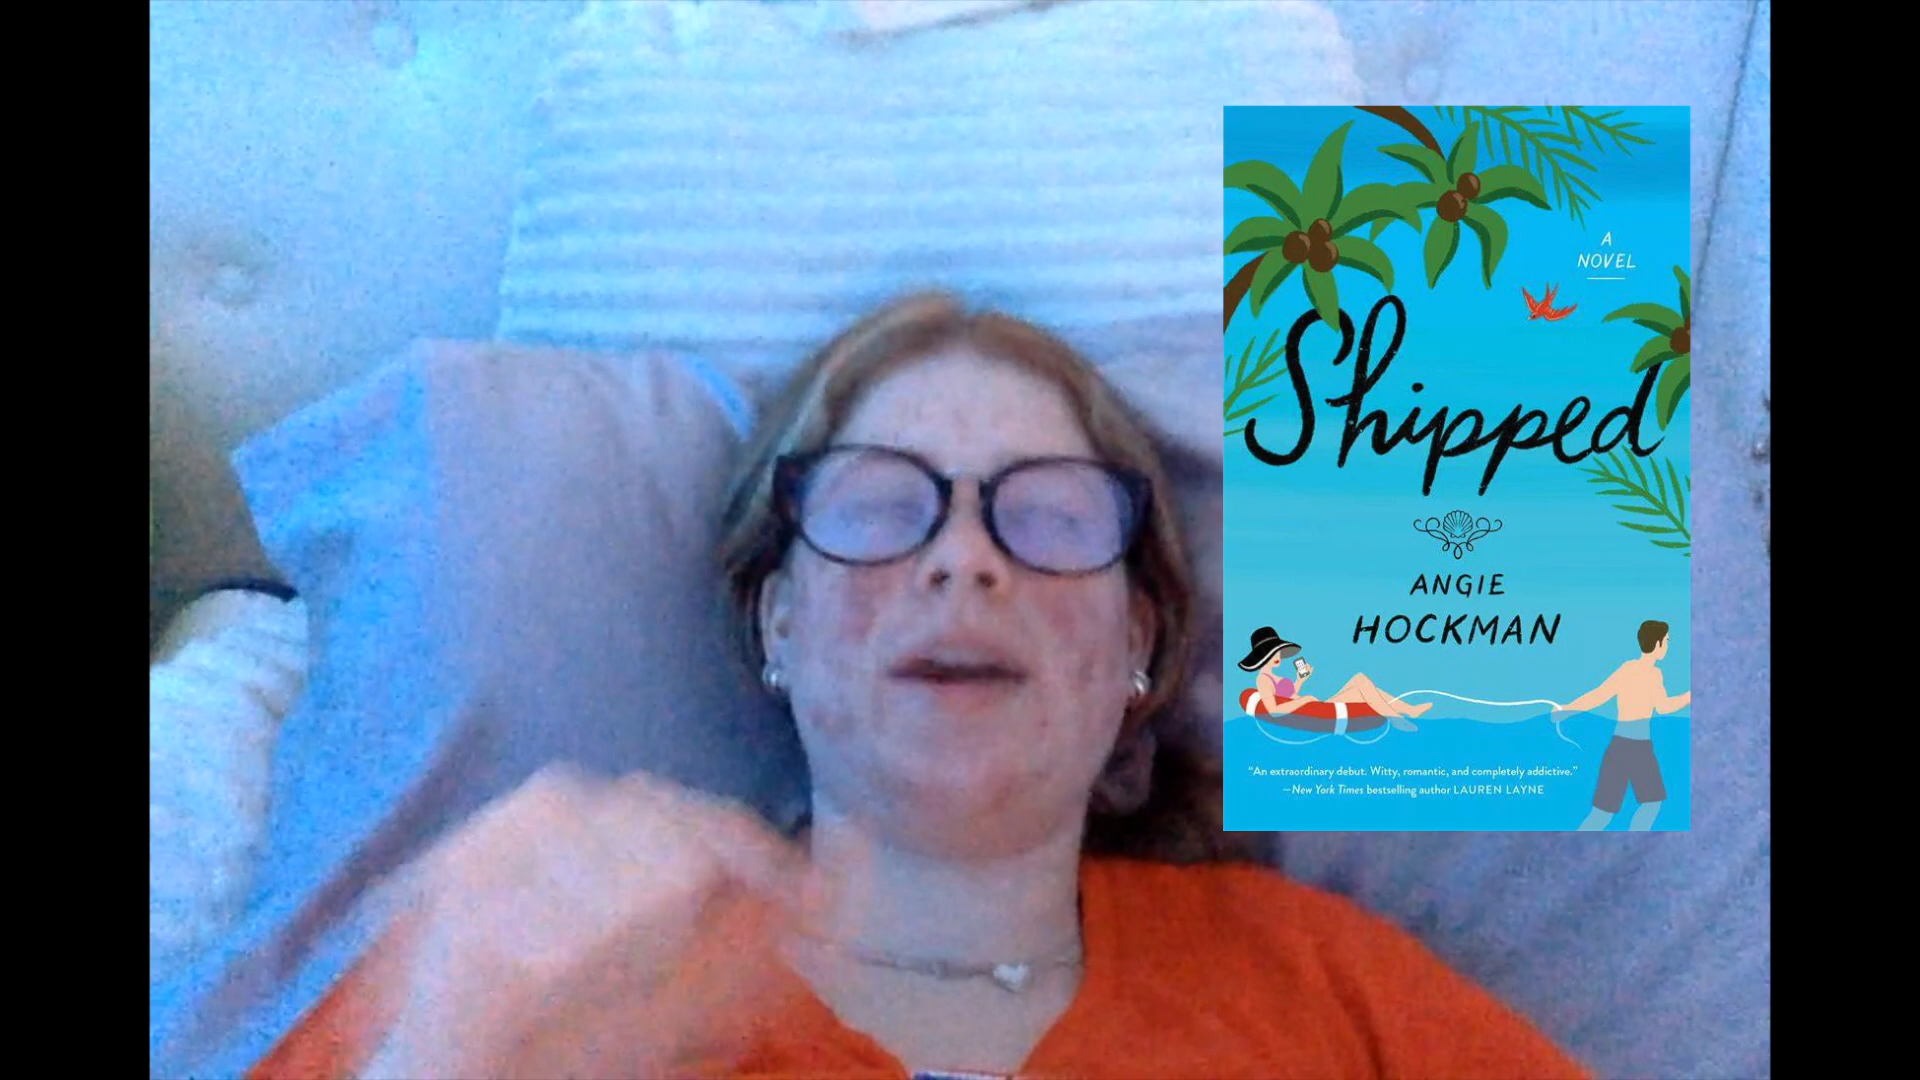 A
NOVEL
Shipped
ANGIE
HOCKMAN
“An extraordinary debut. Witty, romantic, and completely addictive.”
—New York Times bestselling author LAUREN LAYNE